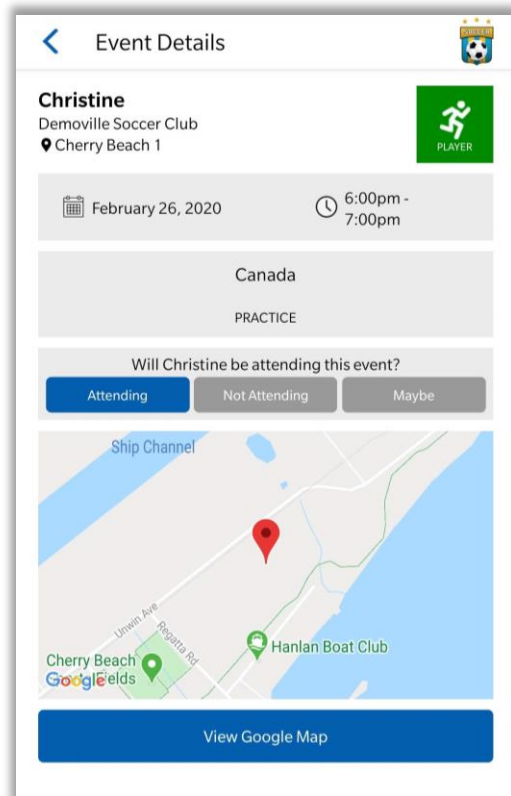 Event Details
SOCCER
Christine
Demoville Soccer Club
Cherry Beach 1
PLAYER
February 26, 2020
6:00pm -
7:00pm
Canada
PRACTICE
Will Christine be attending this event?
Attending
Not Attending
Maybe
Ship Channel
Unwin Ave
Regatta Rd
Hanlan Boat Club
Cherry Beach
Google
View Google Map